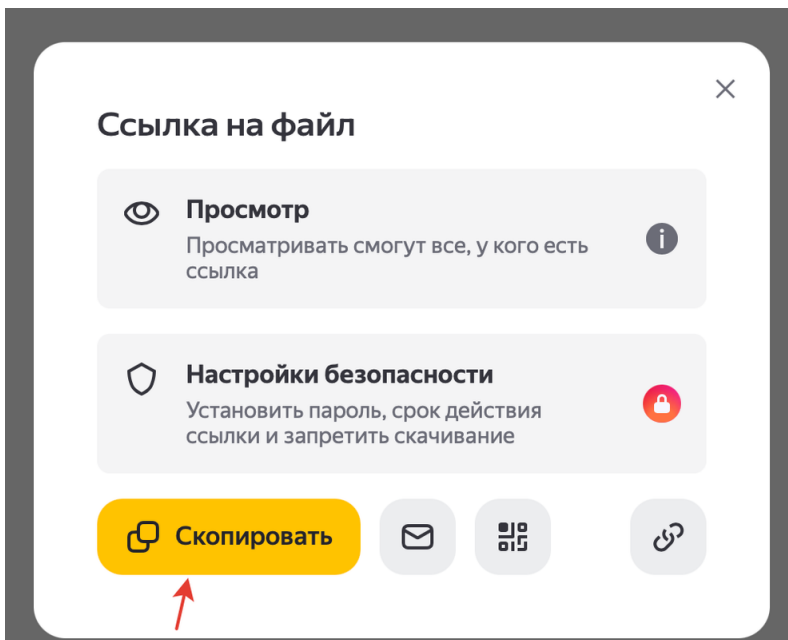 Ссылка на файл
Просмотр
Просматривать смогут все, у кого есть
ссылка
Настройки безопасности
Установить пароль, срок действия
ссылки и запретить скачивание
Скопировать